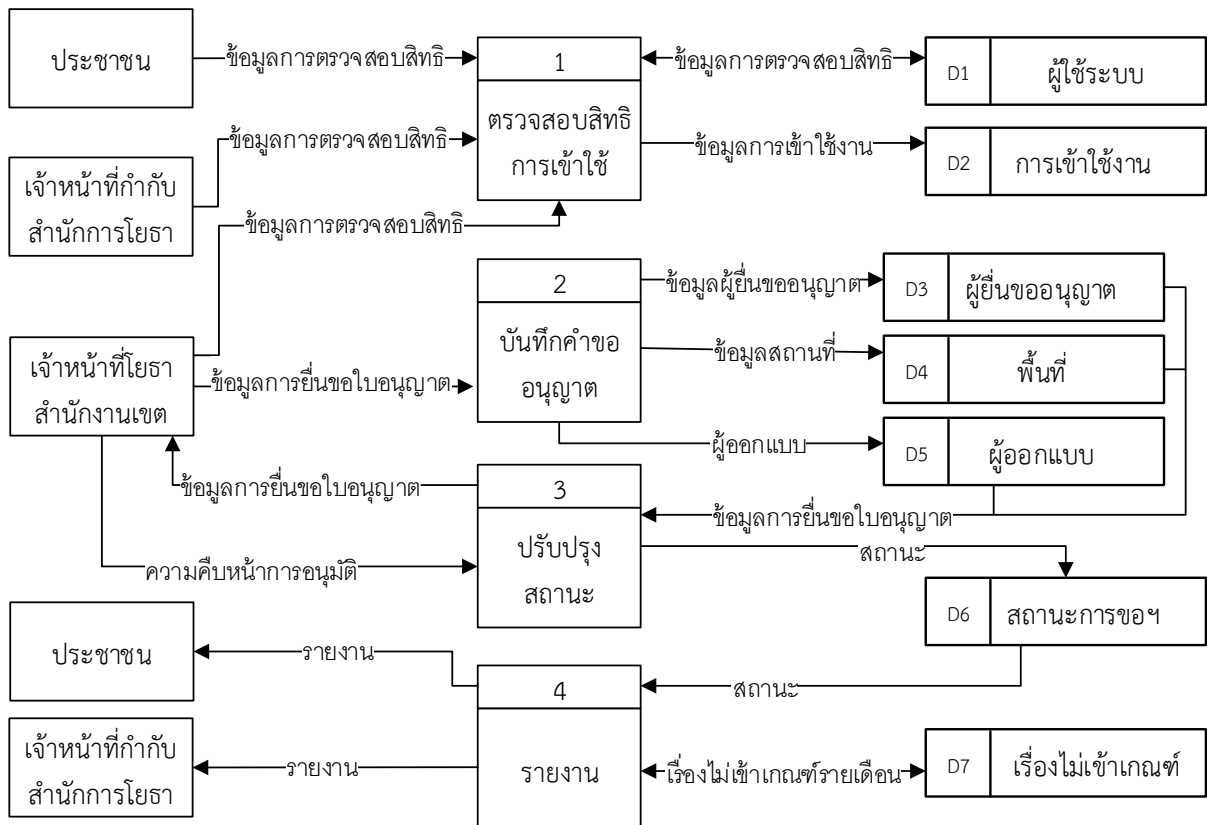 ประชาชน
ข้อมูลการตรวจสอบสิทธิ
1
ข้อมูลการตรวจสอบสิทธิ
D1
ผู้ใช้ระบบ
ตรวจสอบสิทธิ
การเข้าใช้
ข้อมูลการตรวจสอบสิทธิ
ข้อมูลการเข้าใช้งาน
D2
การเข้าใช้งาน
เจ้าหน้าที่กำกับ
สำนักการโยธา
ข้อมูลการตรวจสอบสิทธิ
2
ข้อมูลผู้ยื่นขออนุญาต
D3
ผู้ยื่นขออนุญาต
บันทึกคำขอ
อนุญาต
ข้อมูลสถานที่
D4
พื้นที่
เจ้าหน้าที่โยธา
สำนักงานเขต
ข้อมูลการยื่นขอใบอนุญาต
ผู้ออกแบบ
D5
ผู้ออกแบบ
ข้อมูลการยื่นขอใบอนุญาต
3
ข้อมูลการยื่นขอใบอนุญาต
ปรับปรุง
สถานะ
สถานะ
ความคืบหน้าการอนุมัติ
D6
สถานะการขอฯ
ประชาชน
รายงาน
4
สถานะ
เจ้าหน้าที่กำกับ
สำนักการโยธา
รายงาน
รายงาน
เรื่องไม่เข้าเกณฑ์รายเดือน
D7
เรื่องไม่เข้าเกณฑ์